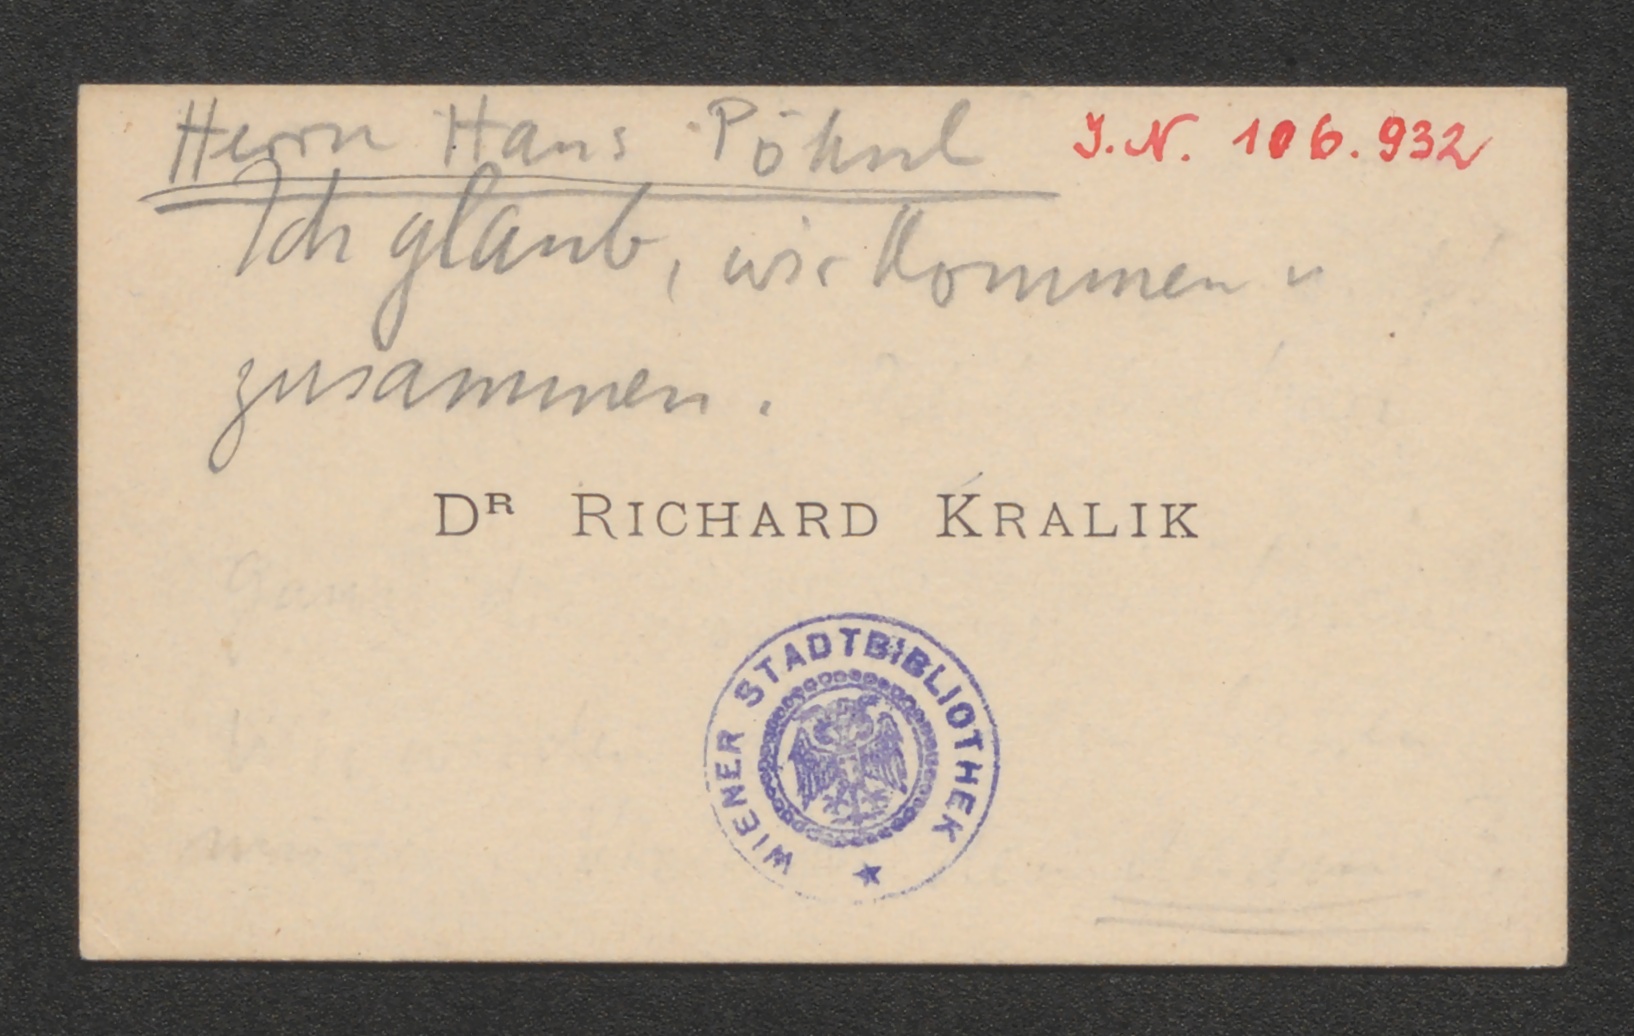 Herrn Hans Pöhnl
J. N. 106.932
Ich glaub, wir kommen
zusammen.
DR RICHARD KRALIK
WIENER STADTBIBLIOTHEK